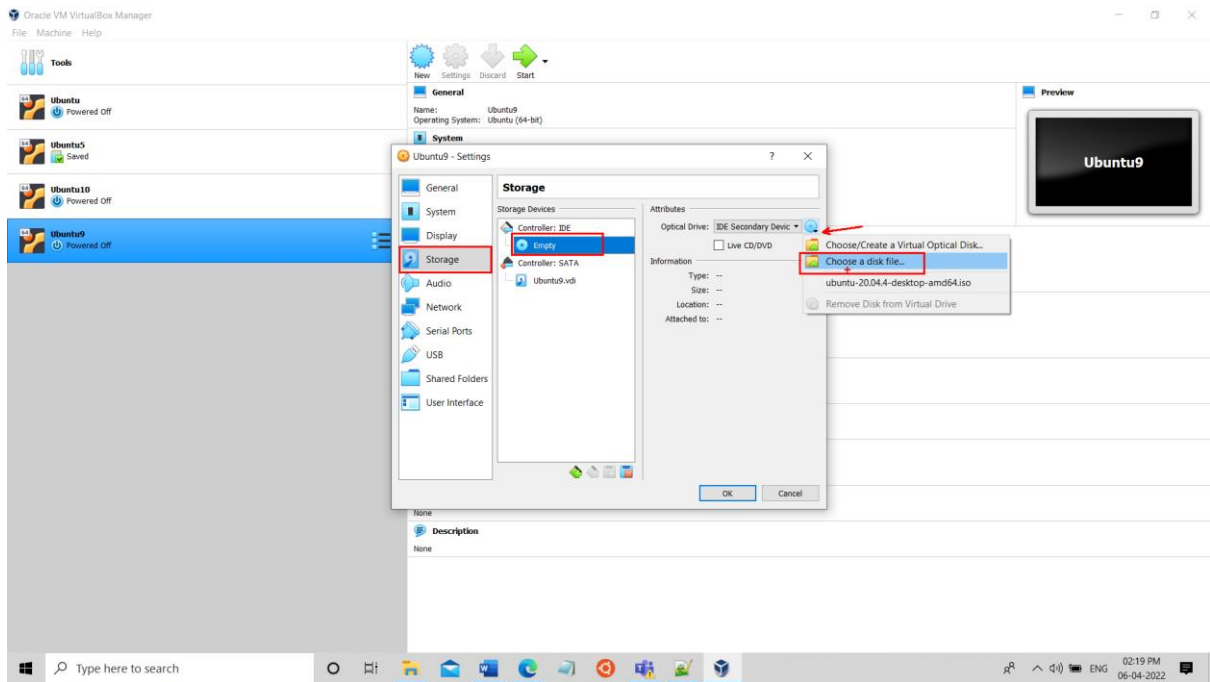 Oracle VM VirtualBox Manager
File Machine Help
Tools
New Settings Discard Start
64 Ubuntu
Powered Off
64 Ubuntu5
Saved
64 Ubuntu10
Powered Off
64 Ubuntu9
Powered Off
General
Name: Ubuntu9
Operating System: Ubuntu (64-bit)
System
Preview
Ubuntu9
Ubuntu9 - Settings
?
General
System
Display
Storage
Audio
Network
Serial Ports
USB
Shared Folders
User Interface
Storage
Storage Devices
Controller: IDE
Empty
Controller: SATA
Ubuntu9.vdi
Attributes
Optical Drive: IDE Secondary Devic
Live CD/DVD
Information
Type: --
Size: --
Location: --
Attached to: --
Choose/Create a Virtual Optical Disk...
Choose a disk file...
ubuntu-20.04.4-desktop-amd64.iso
Remove Disk from Virtual Drive
OK Cancel
None
Description
None
Type here to search
ENG
02:19 PM
06-04-2022